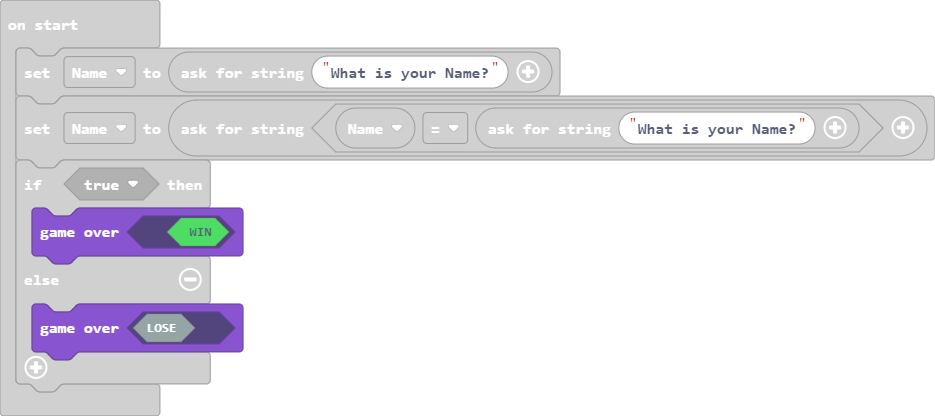 on start
set Name to ask for string "What is your Name?"
set Name to ask for string Name = ask for string "What is your Name?"
if true then
game over WIN
else
game over LOSE